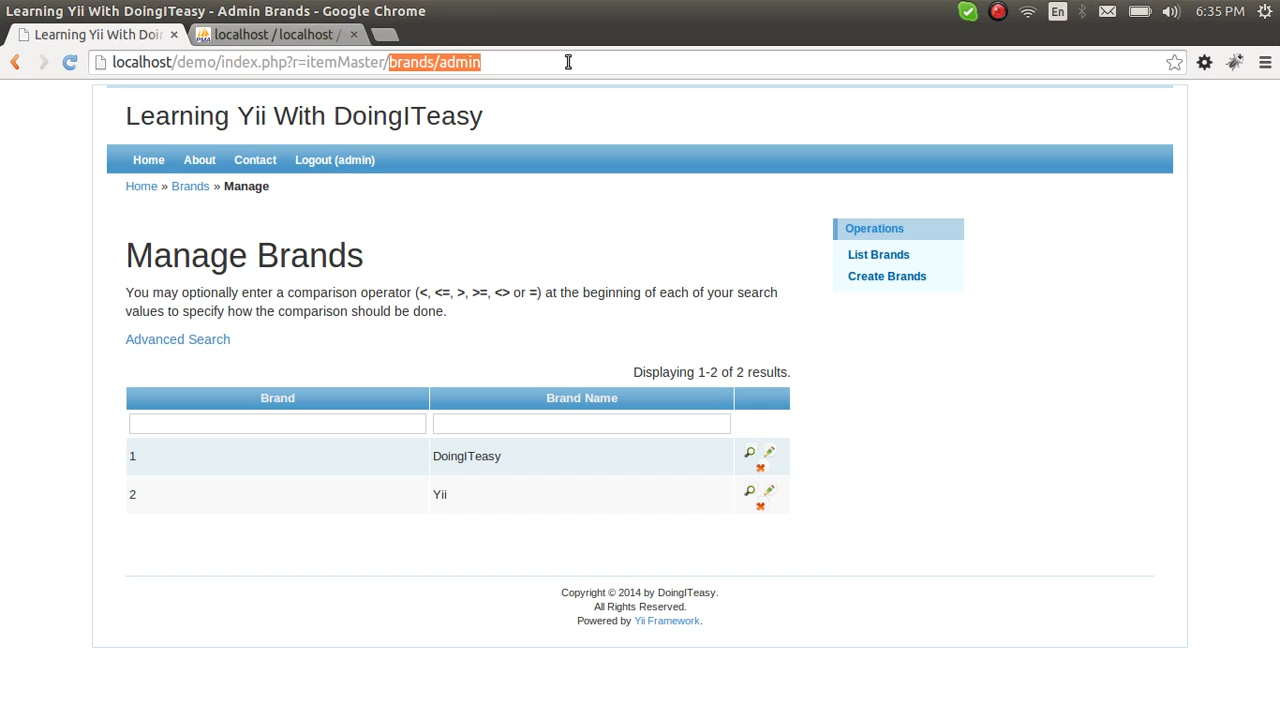 Learning Yii With DoingITeasy - Admin Brands - Google Chrome
En
6:35 PM
Learning Yii With Doi
localhost / localhost /
localhost/demo/index.php?r=itemMaster/brands/admin
Learning Yii With DoingITeasy
Home About Contact Logout (admin)
Home » Brands » Manage
Operations
List Brands
Create Brands
Manage Brands
You may optionally enter a comparison operator (<, <=, >, >=, <> or =) at the beginning of each of your search
values to specify how the comparison should be done.
Advanced Search
Displaying 1-2 of 2 results.
Brand Brand Name
1 DoingITeasy
2 Yii
Copyright © 2014 by DoingITeasy.
All Rights Reserved.
Powered by Yii Framework.